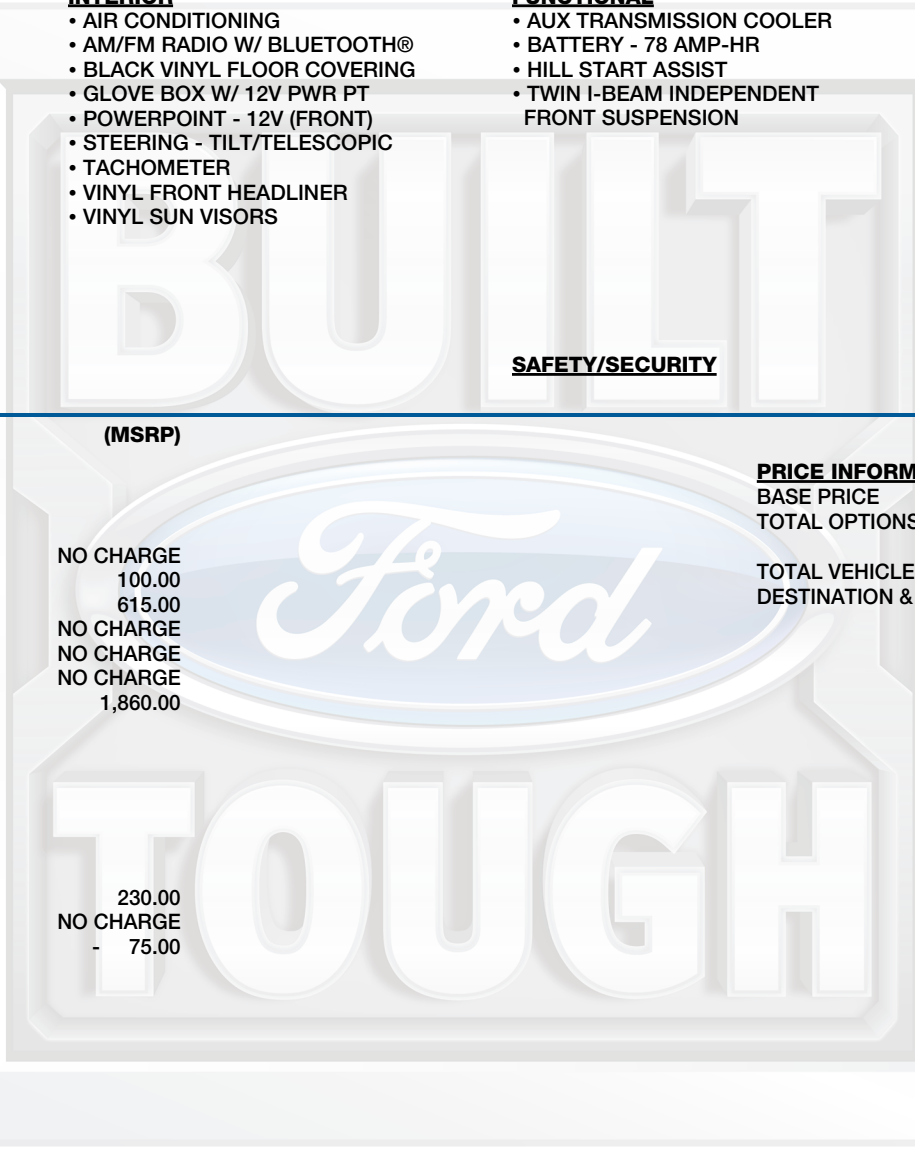 INTERIOR
• AIR CONDITIONING
• AM/FM RADIO W/ BLUETOOTH®
• BLACK VINYL FLOOR COVERING
• GLOVE BOX W/ 12V PWR PT
• POWERPOINT - 12V (FRONT)
• STEERING - TILT/TELESCOPIC
• TACHOMETER
• VINYL FRONT HEADLINER
• VINYL SUN VISORS
FUNCTIONAL
• AUX TRANSMISSION COOLER
• BATTERY - 78 AMP-HR
• HILL START ASSIST
• TWIN I-BEAM INDEPENDENT
FRONT SUSPENSION
SAFETY/SECURITY
(MSRP)
NO CHARGE
100.00
615.00
NO CHARGE
NO CHARGE
NO CHARGE
1,860.00
230.00
NO CHARGE
- 75.00
PRICE INFORM
BASE PRICE
TOTAL OPTIONS
TOTAL VEHICLE
DESTINATION &
BUILT
Ford
TOUGH